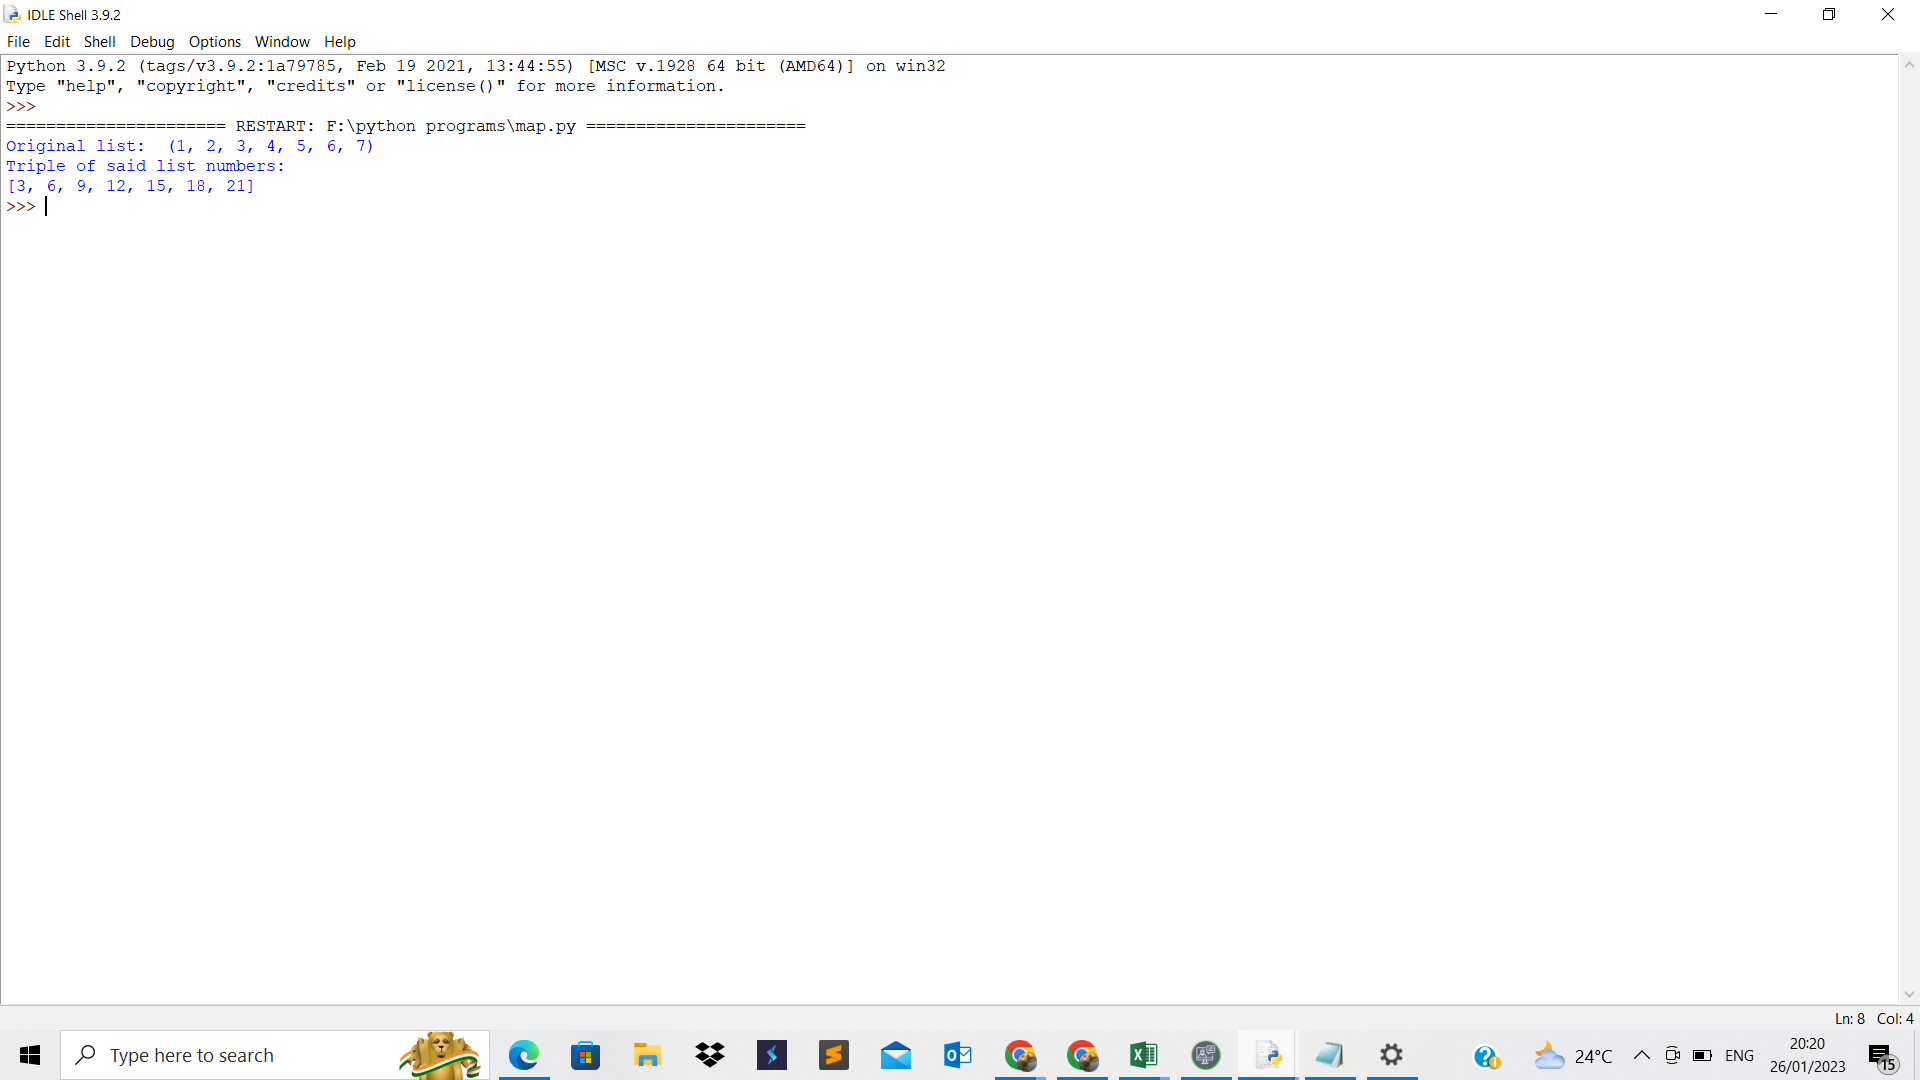 IDLE Shell 3.9.2
File Edit Shell Debug Options Window Help
Python 3.9.2 (tags/v3.9.2:1a79785, Feb 19 2021, 13:44:55) [MSC v.1928 64 bit (AMD64)] on win32
Type "help", "copyright", "credits" or "license()" for more information.
>>>
====================== RESTART: F:\python programs\map.py ======================
Original list:  (1, 2, 3, 4, 5, 6, 7)
Triple of said list numbers:
[3, 6, 9, 12, 15, 18, 21]
>>>
Ln: 8 Col: 4
Type here to search
24°C ENG
20:20
26/01/2023
15